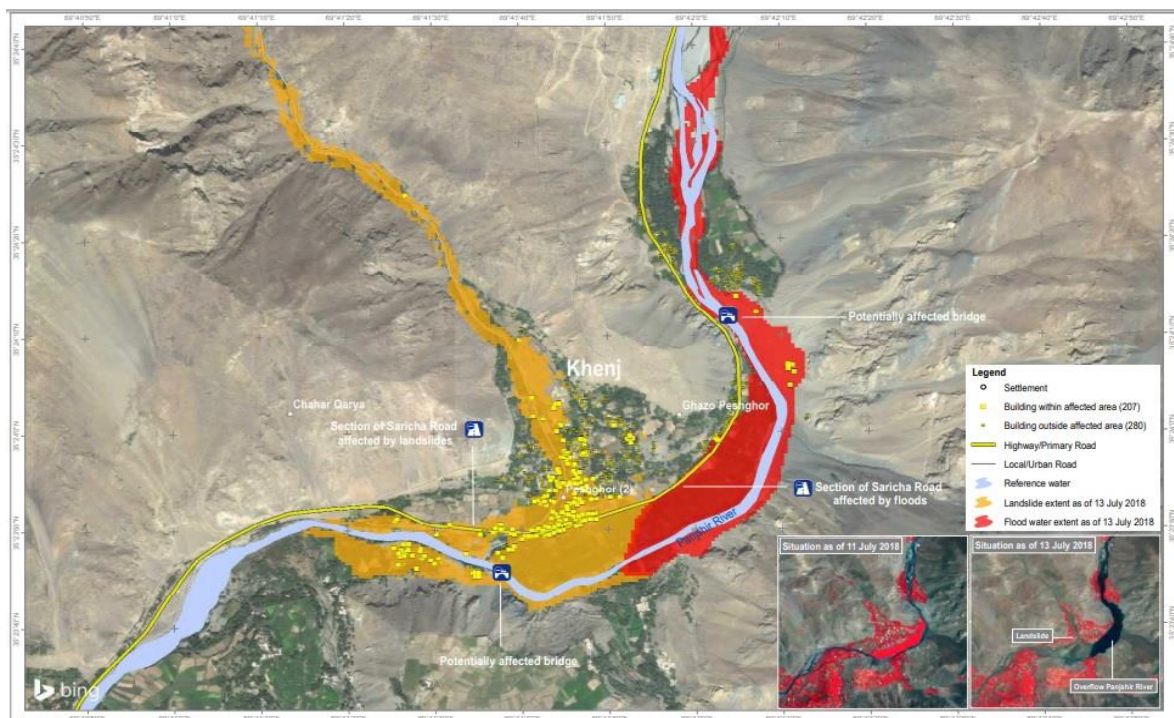 Khenj
Chahar Qarya
Section of Saricha Road
affected by landslides
Potentially affected bridge
Ghazo Peshghor
Peshghor (2)
Section of Saricha Road
affected by floods
Panjshir River
Potentially affected bridge
bing
Legend
Settlement
Building within affected area (207)
Building outside affected area (280)
Highway/Primary Road
Local/Urban Road
Reference water
Landslide extent as of 13 July 2018
Flood water extent as of 13 July 2018
Situation as of 11 July 2018
Situation as of 13 July 2018
Landslide
Overflow Panjshir River